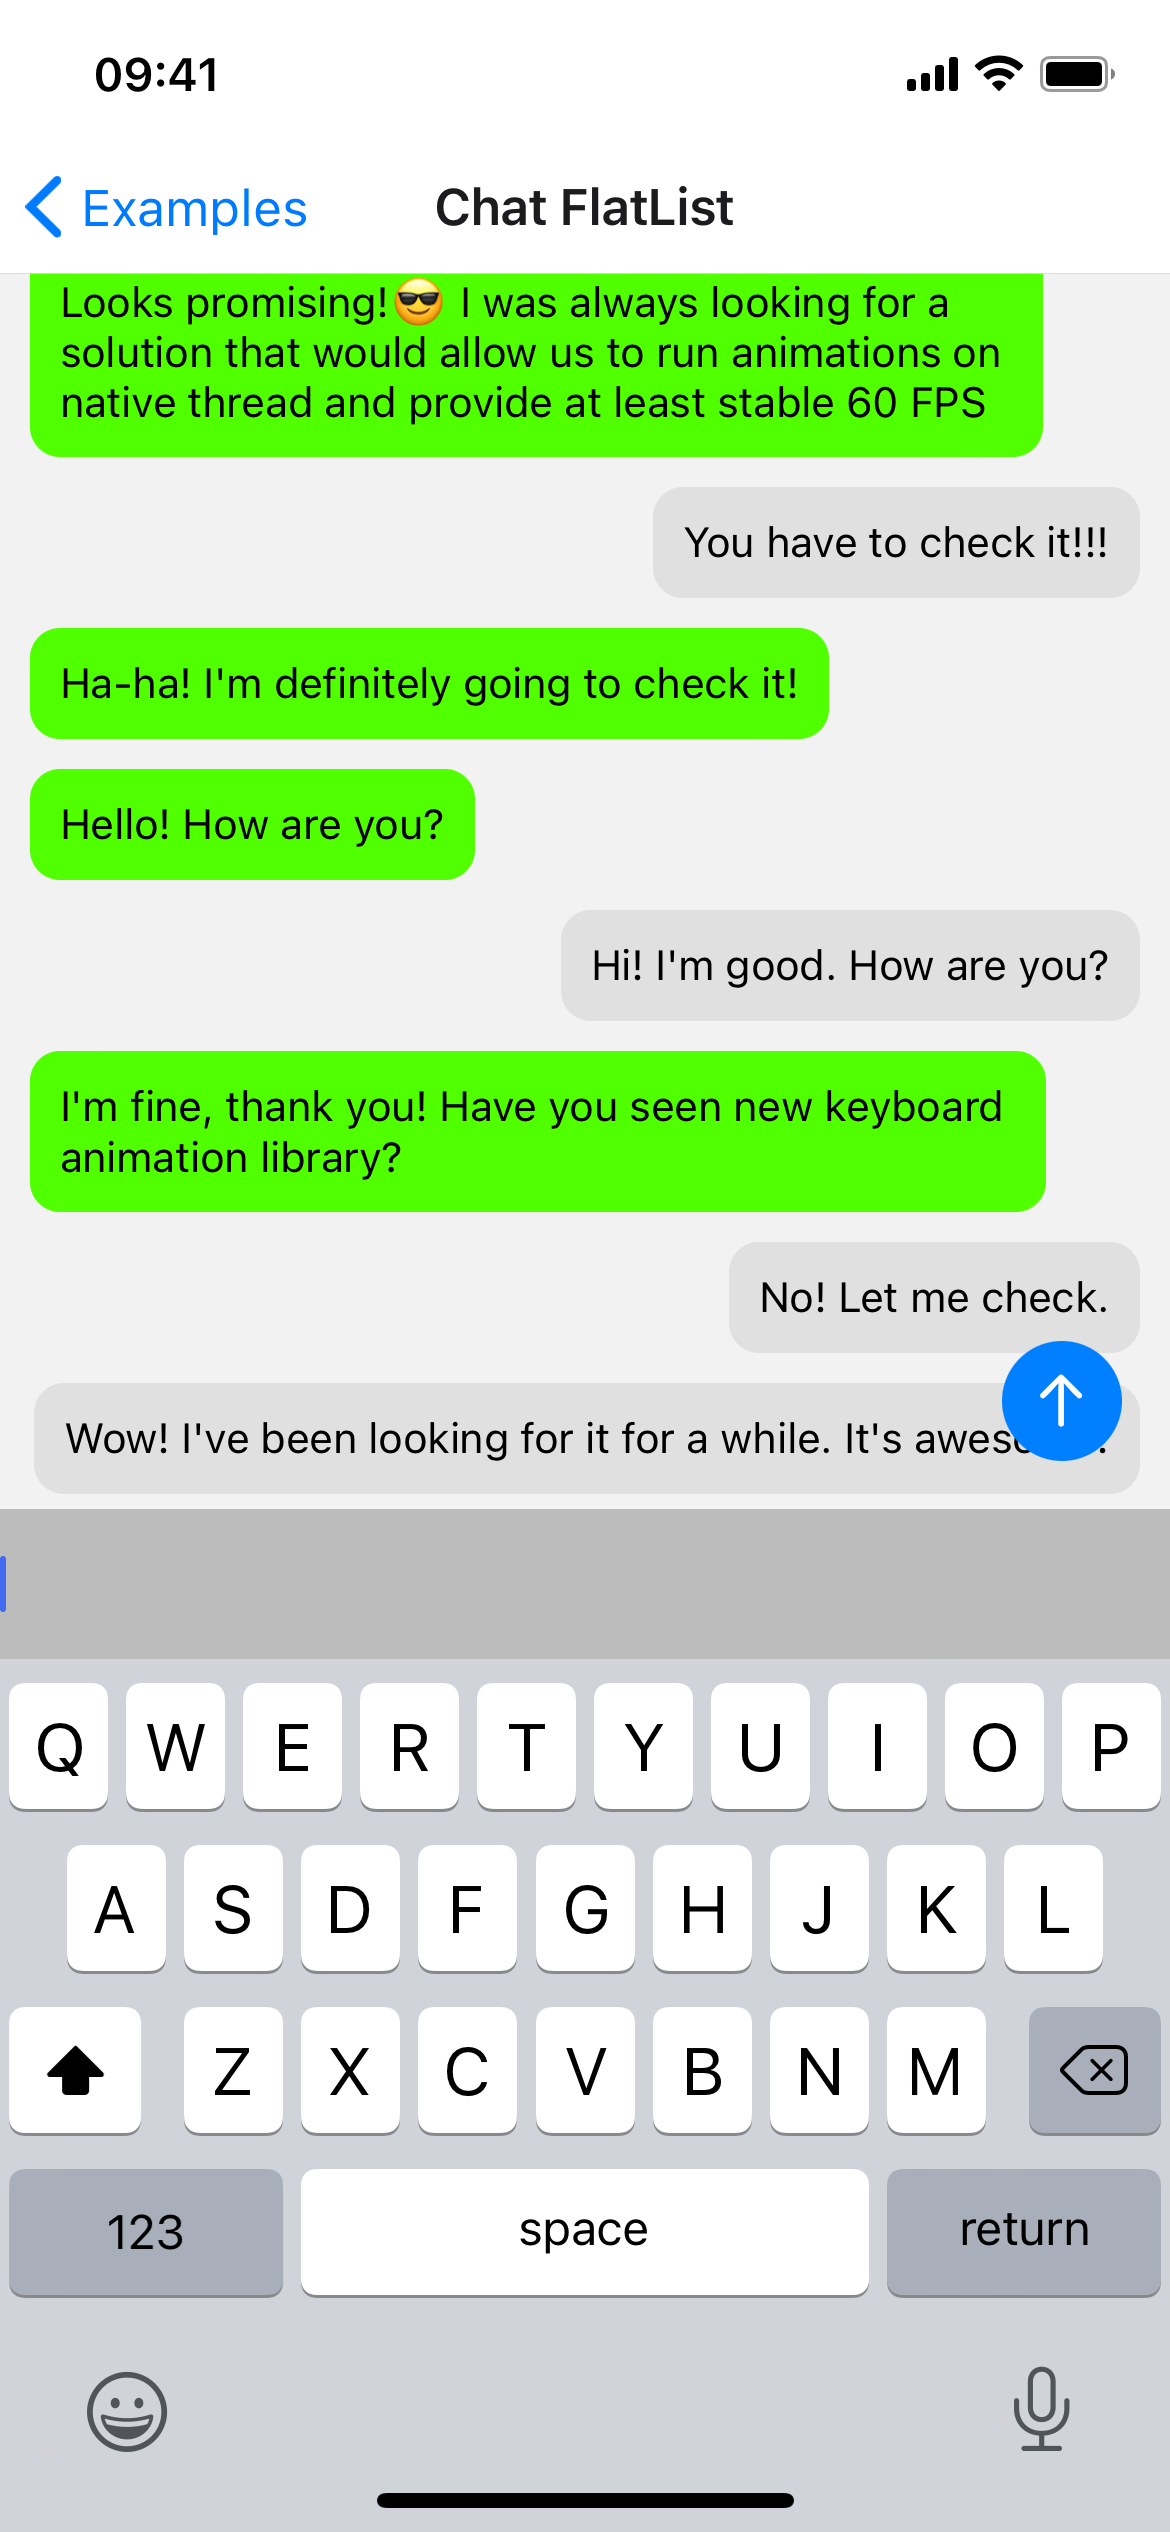 09:41
Examples
Chat FlatList
Looks promising!😎 I was always looking for a
solution that would allow us to run animations on
native thread and provide at least stable 60 FPS
You have to check it!!!
Ha-ha! I'm definitely going to check it!
Hello! How are you?
Hi! I'm good. How are you?
I'm fine, thank you! Have you seen new keyboard
animation library?
No! Let me check.
Wow! I've been looking for it for a while. It's
Q W E R T Y U I O P
A S D F G H J K L
Z X C V B N M
123 space return